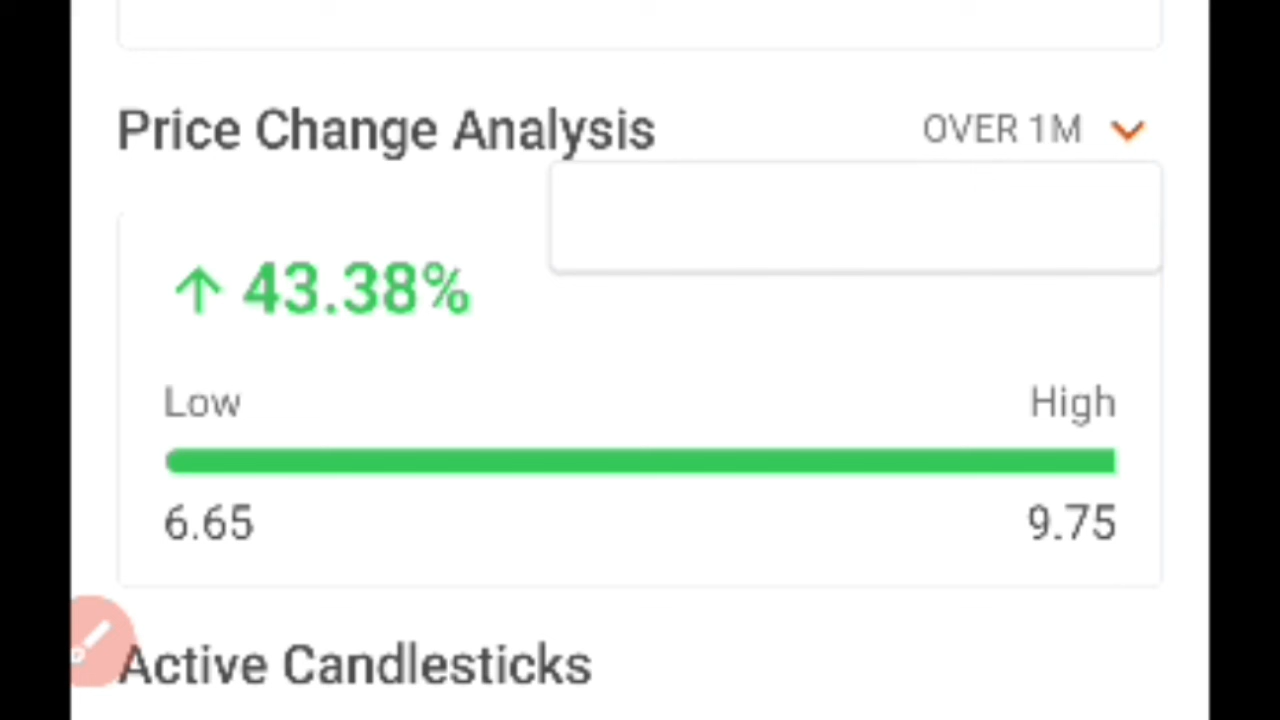 Price Change Analysis OVER 1M
↑ 43.38%
Low High
6.65 9.75
Active Candlesticks